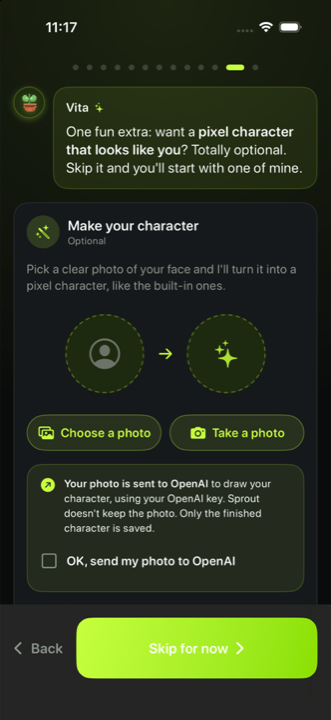 11:17
Vita
One fun extra: want a pixel character
that looks like you? Totally optional.
Skip it and you'll start with one of mine.
Make your character
Optional
Pick a clear photo of your face and I'll turn it into a
pixel character, like the built-in ones.
Choose a photo
Take a photo
Your photo is sent to OpenAI to draw your
character, using your OpenAI key. Sprout
doesn't keep the photo. Only the finished
character is saved.
OK, send my photo to OpenAI
Back
Skip for now